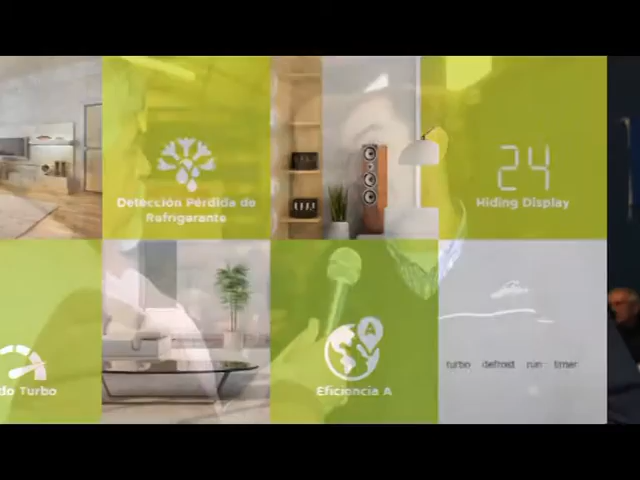 24
Detección Pérdida de
Refrigerante
Hiding Display
A
turbo defrost run timer
do Turbo
Eficiencia A